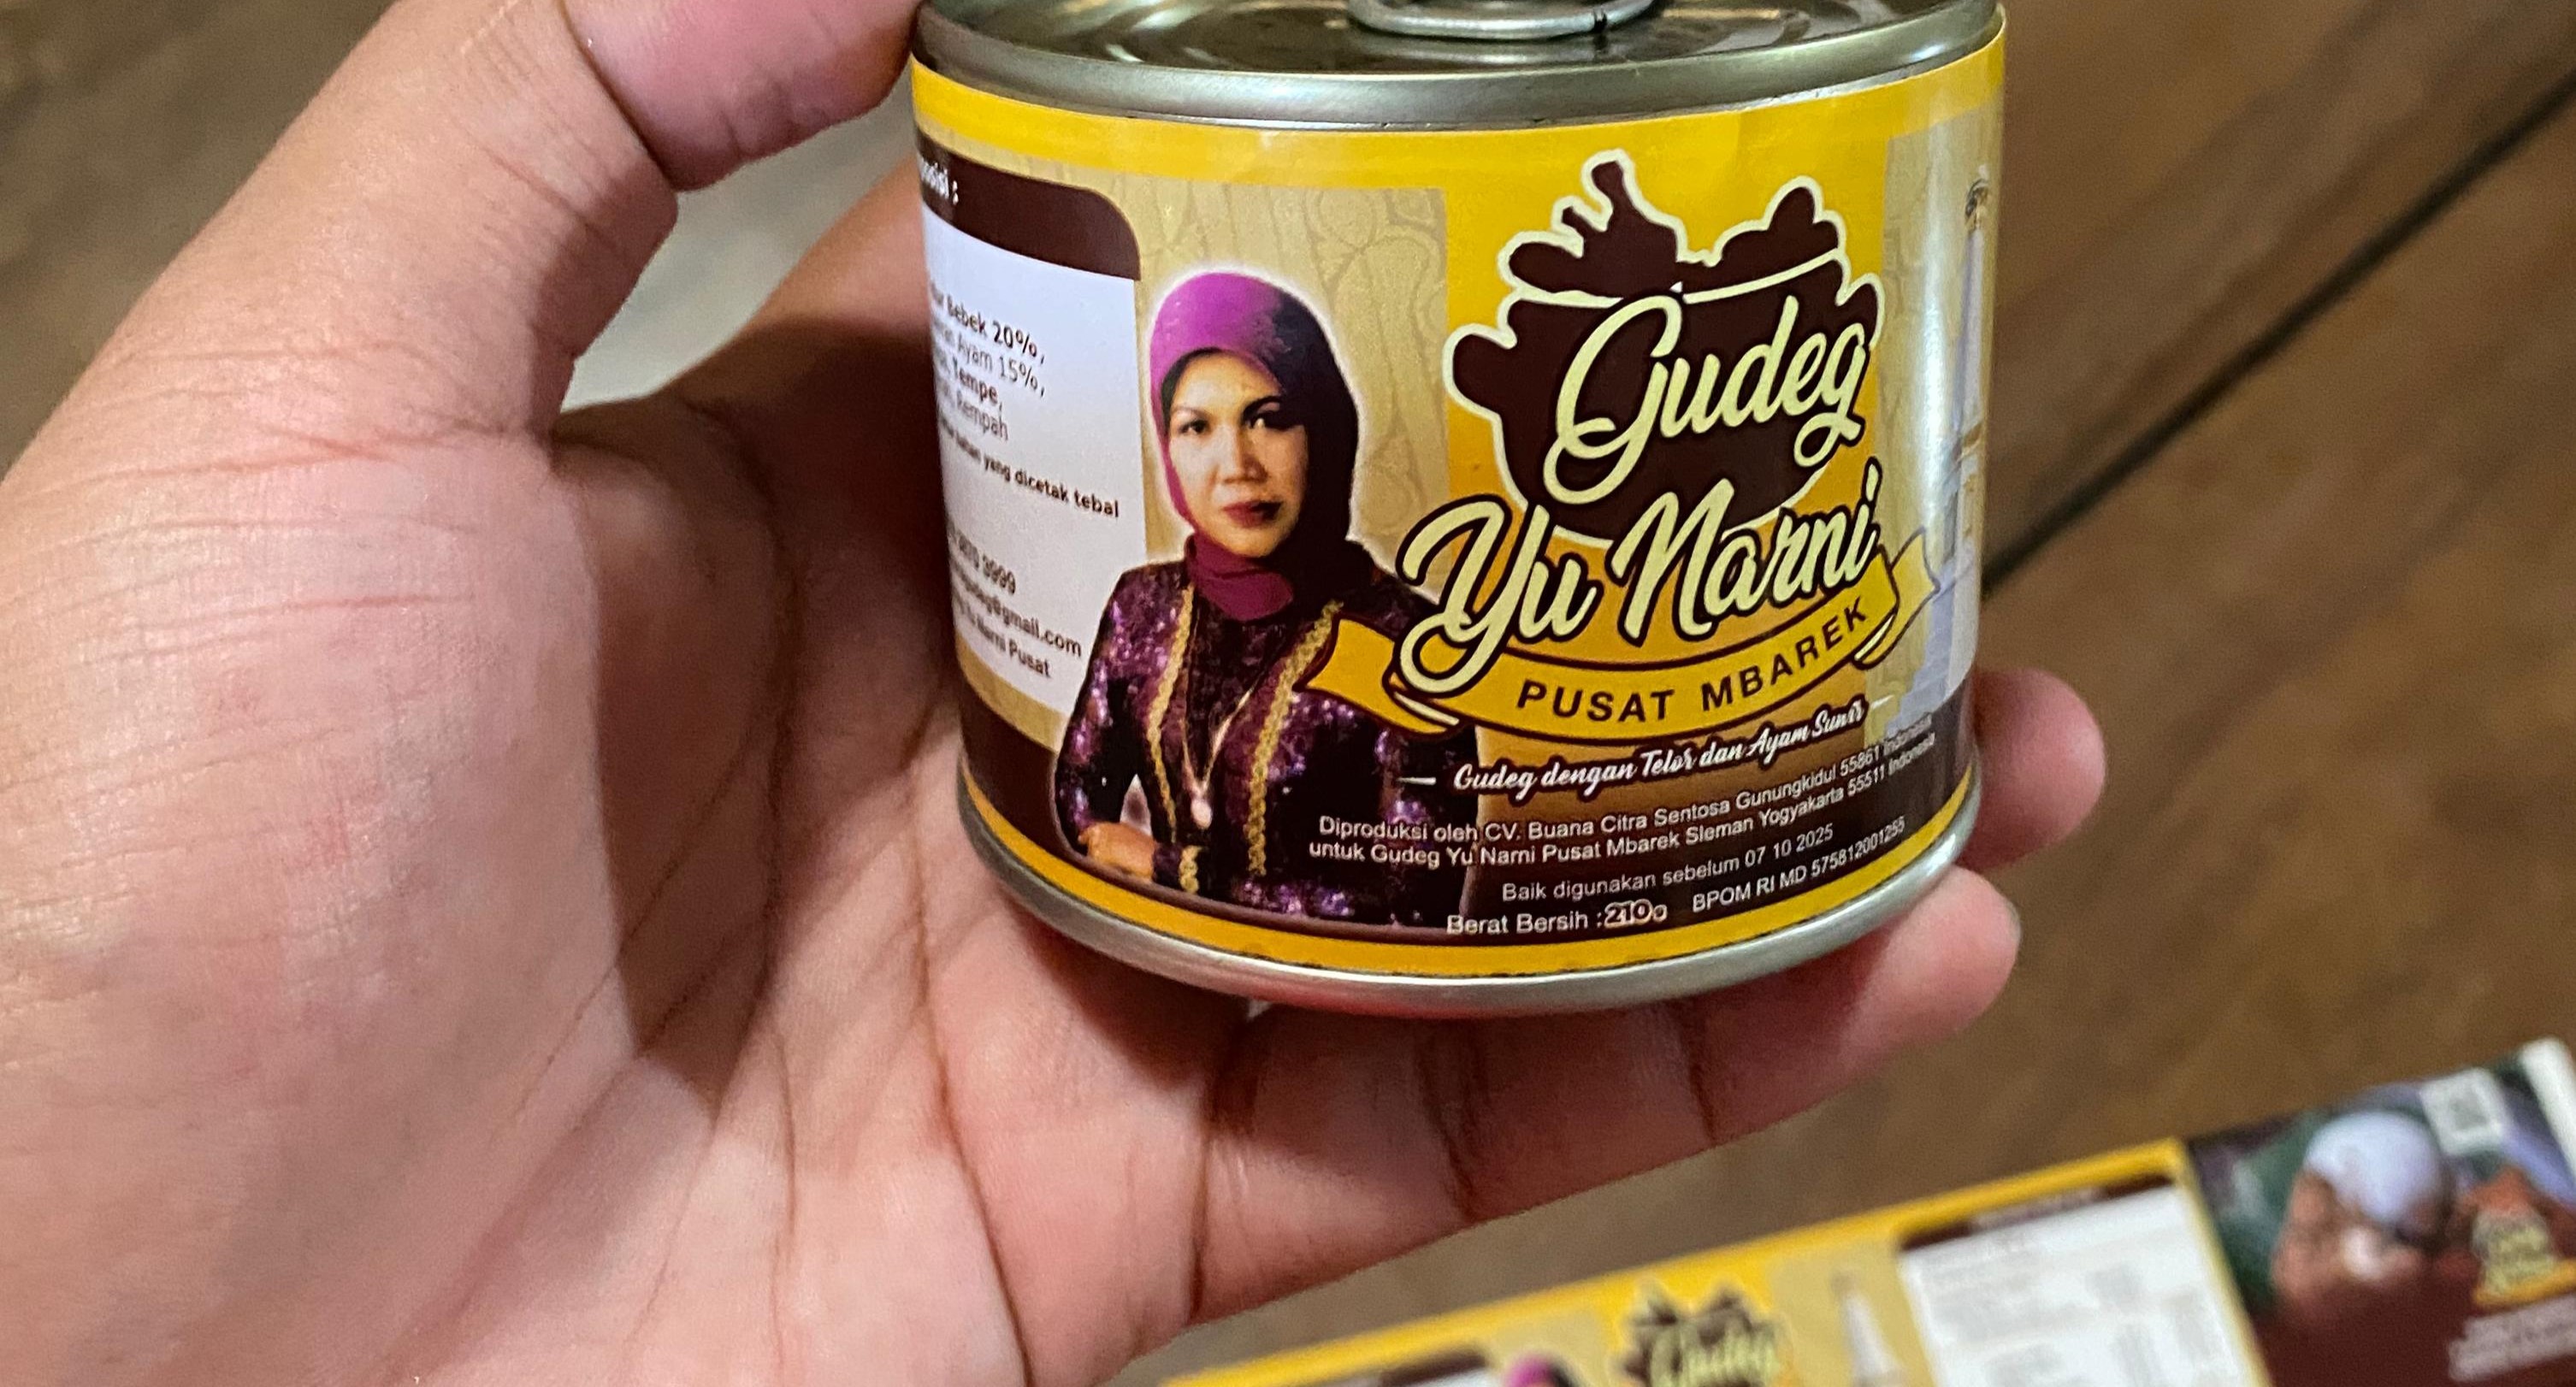 Bebek 20%,
Ayam 15%,
Tempe,
Rempah
yang dicetak tebal
9999
@gmail.com
Narni Pusat
Gudeg
Yu Narni
PUSAT MBAREK
Gudeg dengan Telor dan Ayam Suwir
Diproduksi oleh CV. Buana Citra Sentosa Gunungkidul 55861 Indonesia
untuk Gudeg Yu Narni Pusat Mbarek Sleman Yogyakarta 55511 Indonesia
Baik digunakan sebelum 07 10 2025
Berat Bersih : 210g BPOM RI MD 575812001255
Gudeg